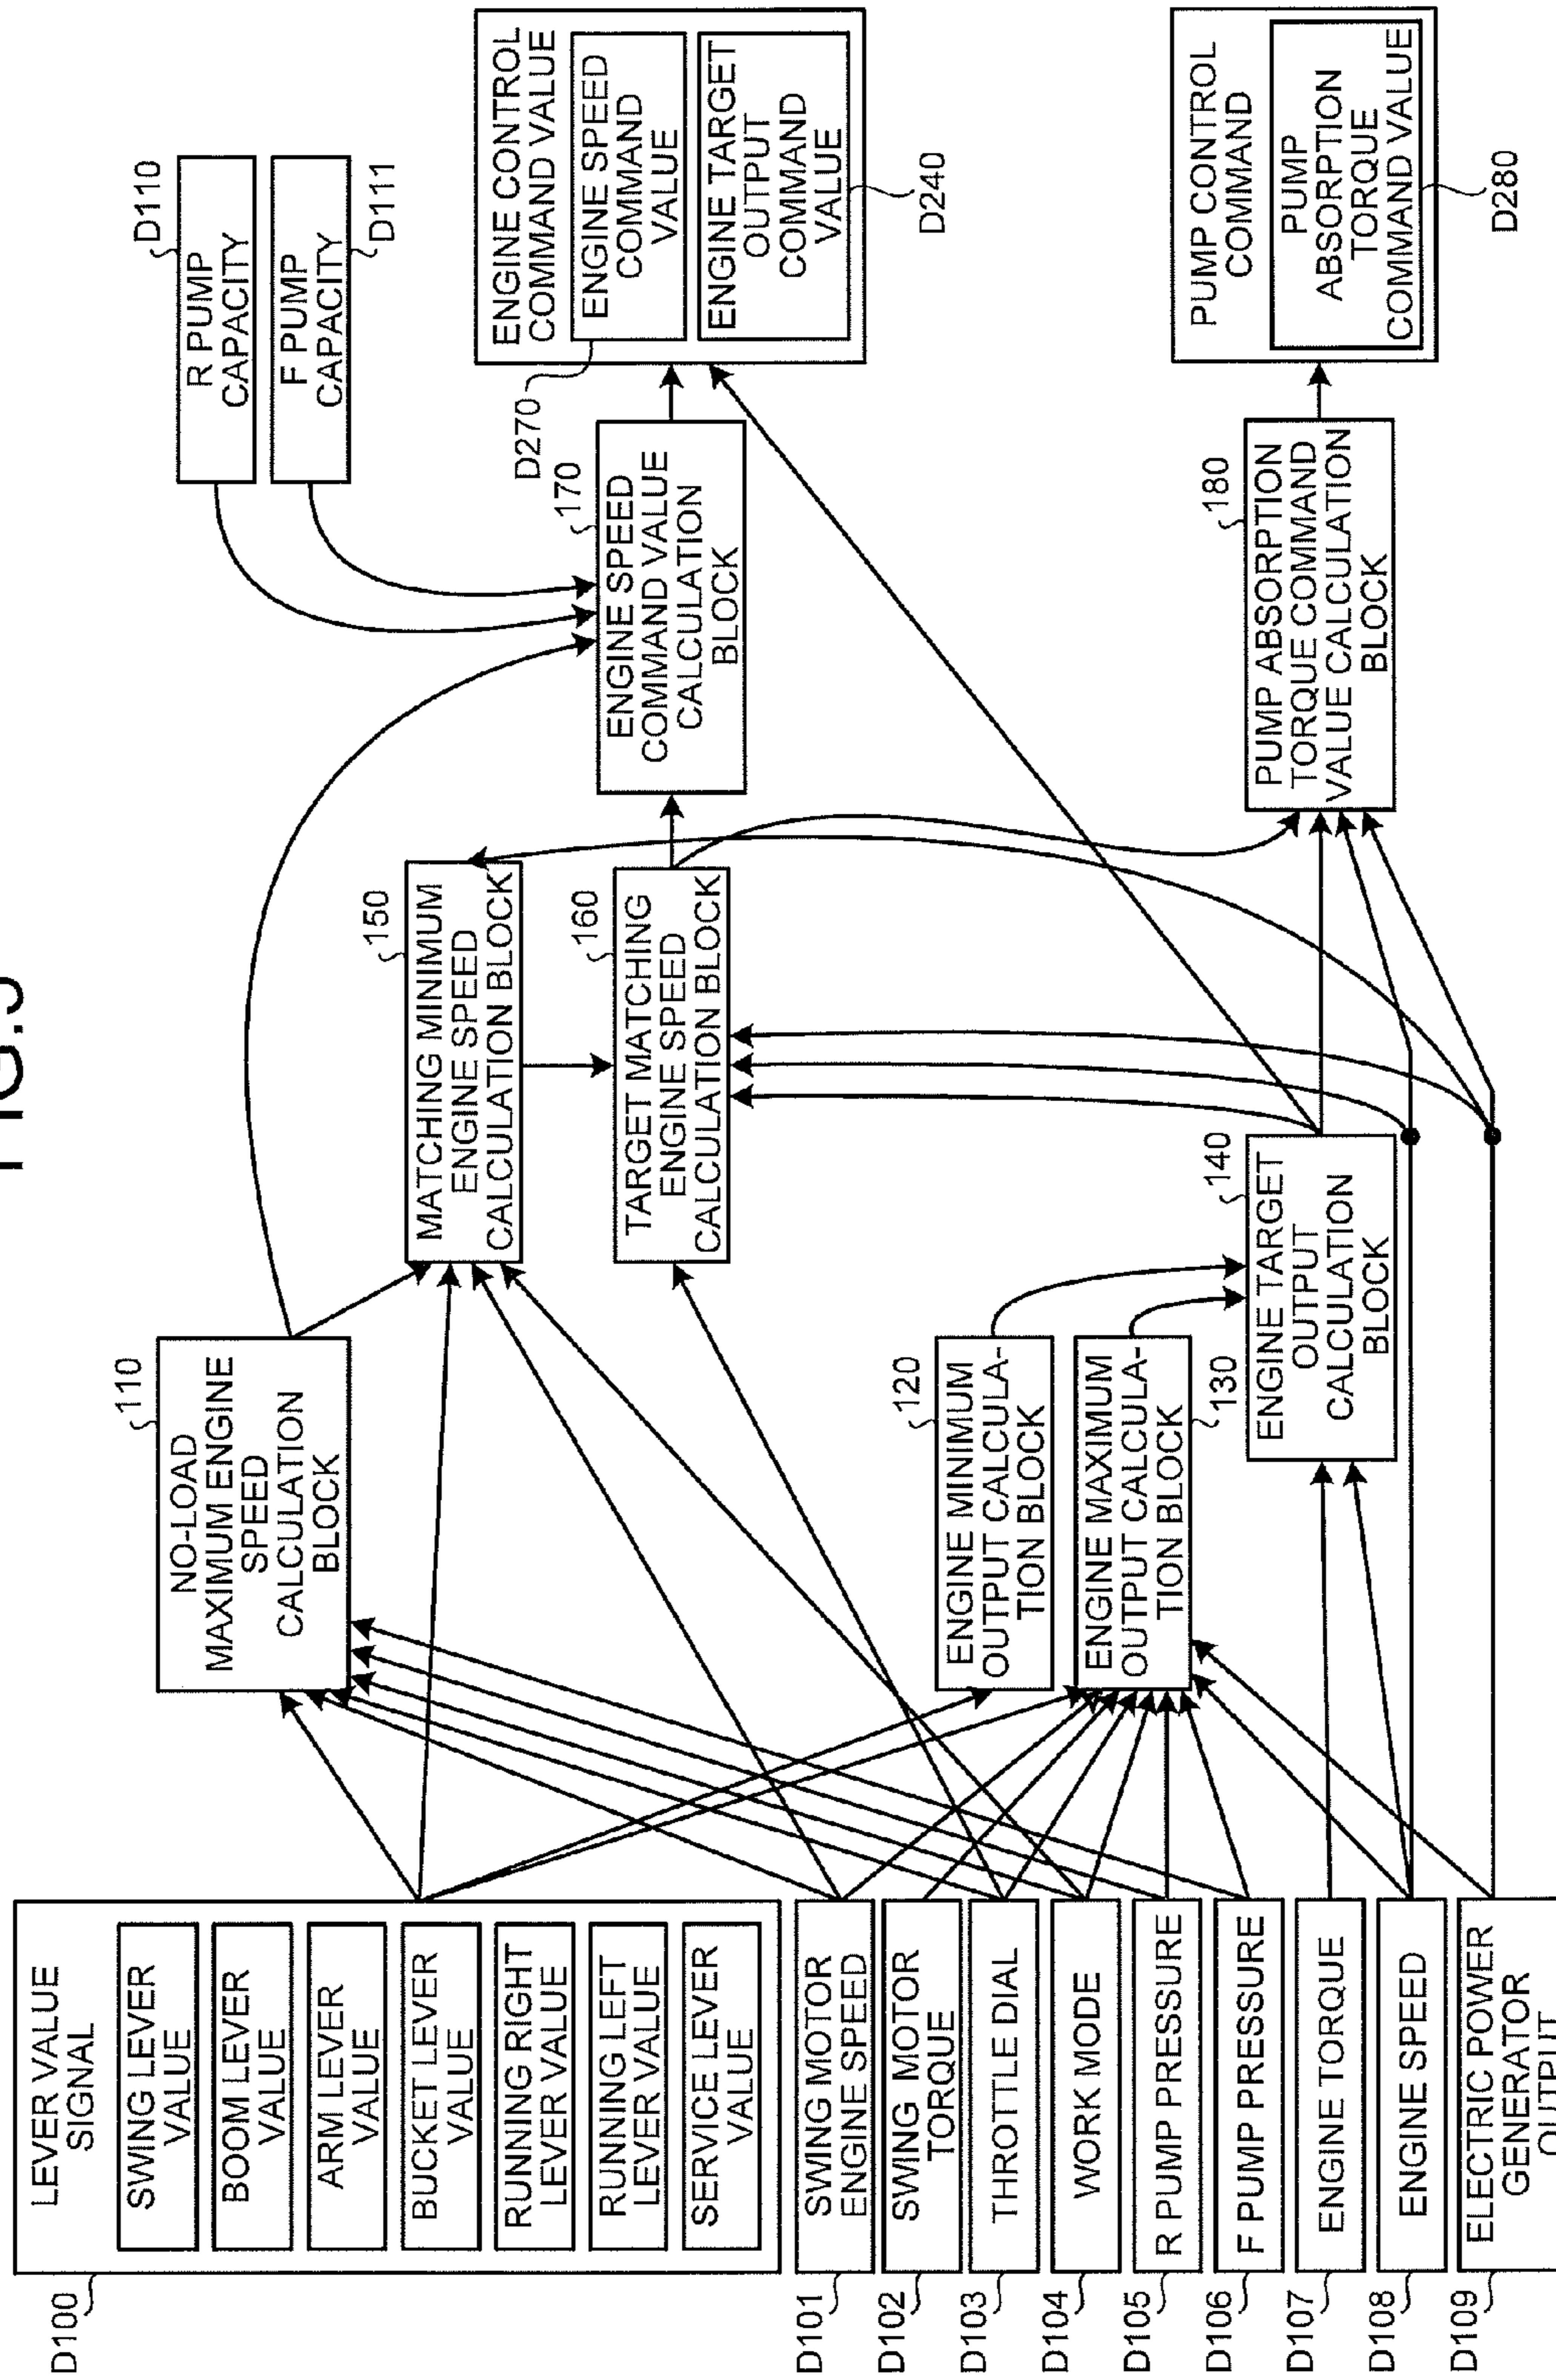 FIG.9
D100
LEVER VALUE
SIGNAL
SWING LEVER
VALUE
BOOM LEVER
VALUE
ARM LEVER
VALUE
BUCKET LEVER
VALUE
RUNNING RIGHT
LEVER VALUE
RUNNING LEFT
LEVER VALUE
SERVICE LEVER
VALUE
D101
SWING MOTOR
ENGINE SPEED
D102
SWING MOTOR
TORQUE
D103
THROTTLE DIAL
D104
WORK MODE
D105
R PUMP PRESSURE
D106
F PUMP PRESSURE
D107
ENGINE TORQUE
D108
ENGINE SPEED
D109
ELECTRIC POWER
GENERATOR
OUTPUT
110
NO-LOAD
MAXIMUM ENGINE
SPEED
CALCULATION
BLOCK
120
ENGINE MINIMUM
OUTPUT CALCULA-
TION BLOCK
ENGINE MAXIMUM
OUTPUT CALCULA-
TION BLOCK
130
140
ENGINE TARGET
OUTPUT
CALCULATION
BLOCK
150
MATCHING MINIMUM
ENGINE SPEED
CALCULATION BLOCK
160
TARGET MATCHING
ENGINE SPEED
CALCULATION BLOCK
170
ENGINE SPEED
COMMAND VALUE
CALCULATION
BLOCK
180
PUMP ABSORPTION
TORQUE COMMAND
VALUE CALCULATION
BLOCK
D110
R PUMP
CAPACITY
F PUMP
CAPACITY
D111
ENGINE CONTROL
COMMAND VALUE
D270
ENGINE SPEED
COMMAND
VALUE
ENGINE TARGET
OUTPUT
COMMAND
VALUE
D240
PUMP CONTROL
COMMAND
PUMP
ABSORPTION
TORQUE
COMMAND VALUE
D280